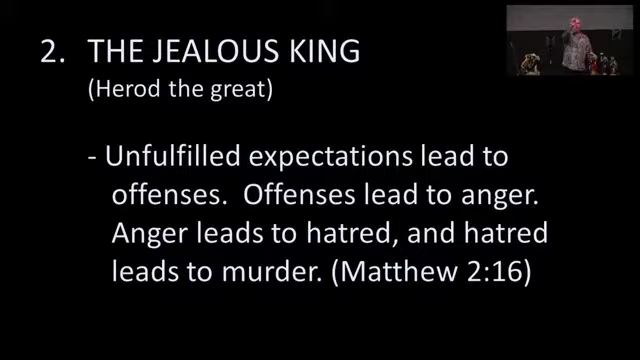 2. THE JEALOUS KING
(Herod the great)
- Unfulfilled expectations lead to
offenses. Offenses lead to anger.
Anger leads to hatred, and hatred
leads to murder. (Matthew 2:16)